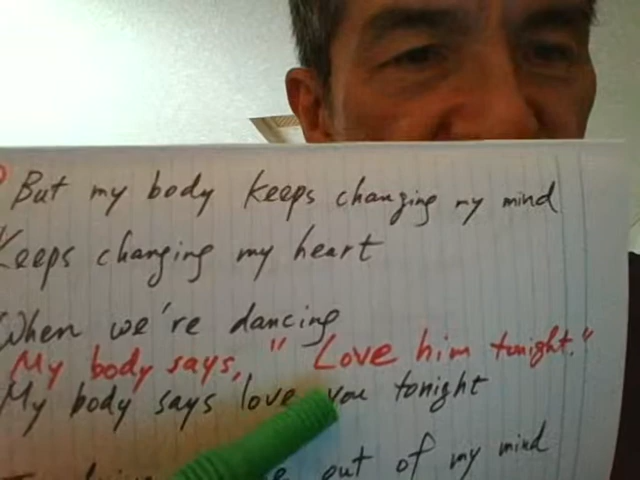 But my body keeps changing my mind
Keeps changing my heart
When we're dancing
My body says, "Love him tonight."
My body says love you tonight
out of my mind